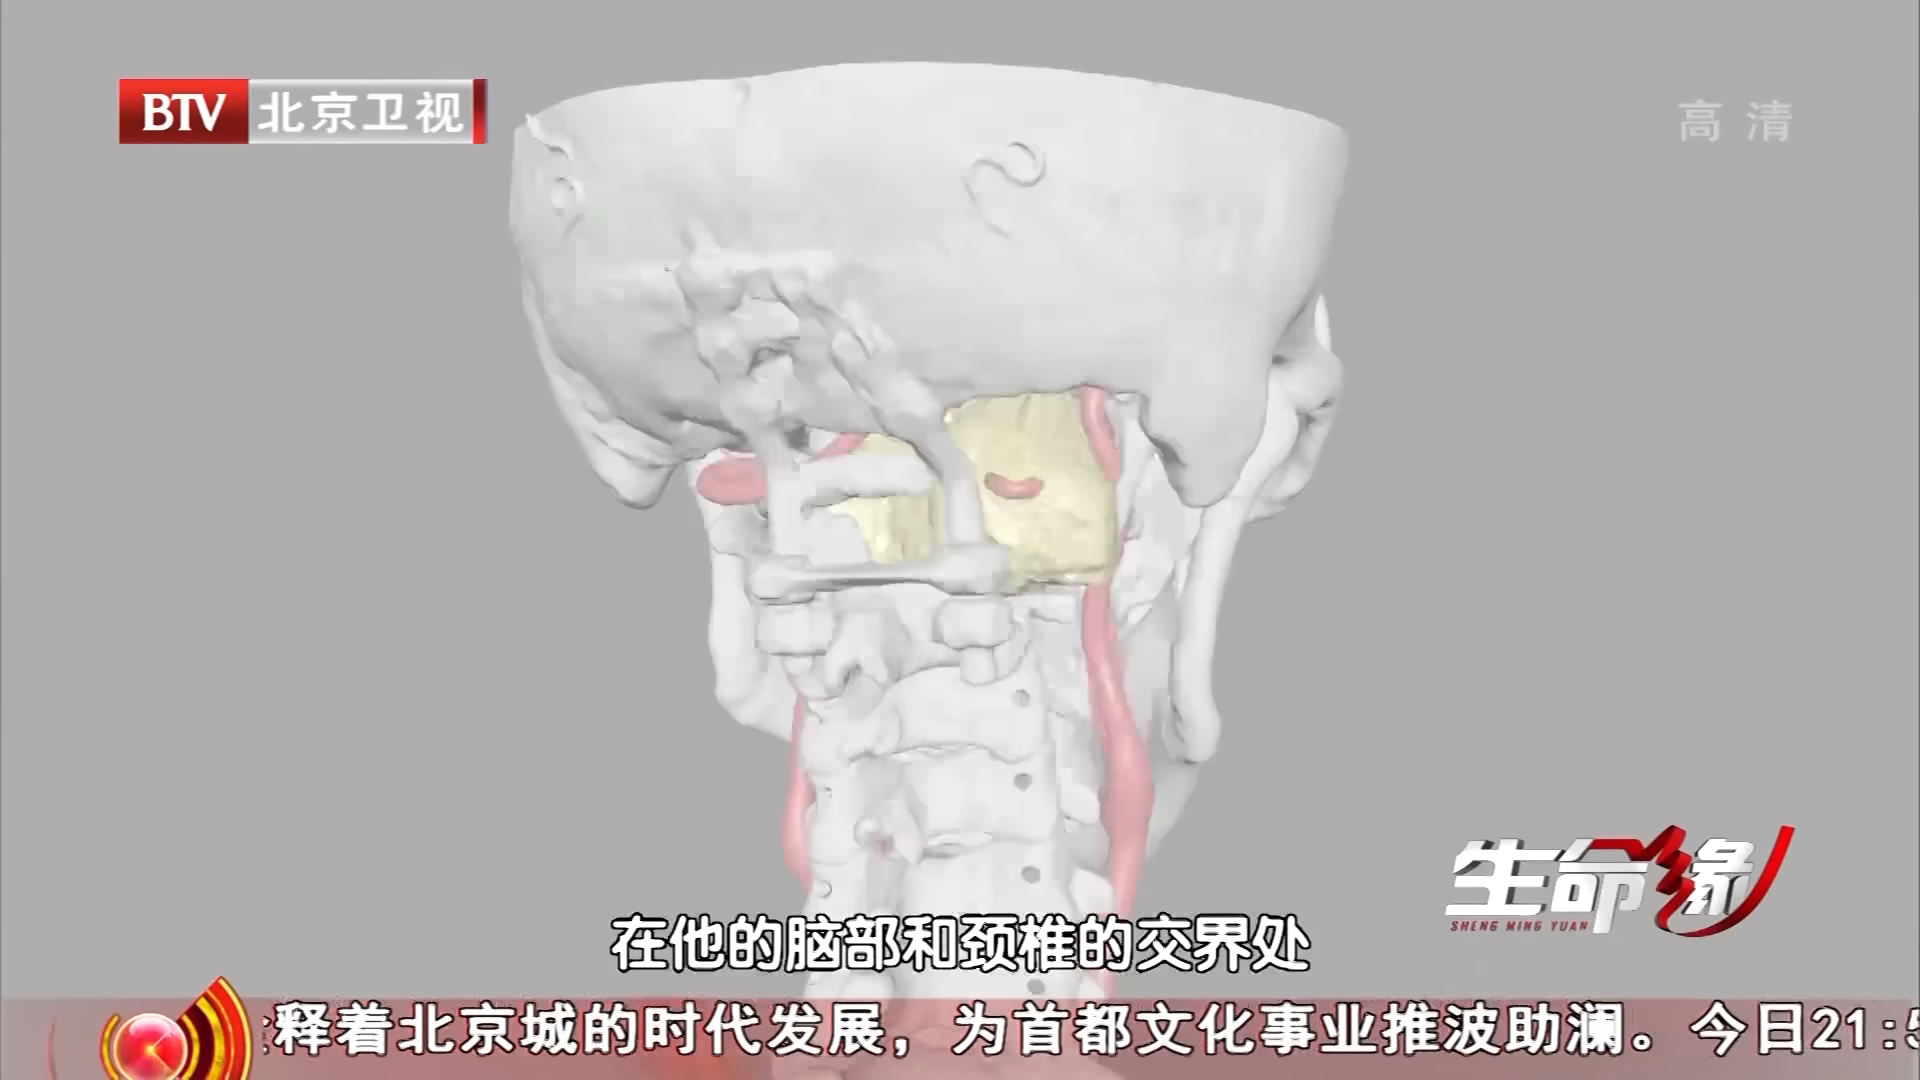 BTV 北京卫视
高清
生命缘
SHENG MING YUAN
在他的脑部和颈椎的交界处
释着北京城的时代发展，为首都文化事业推波助澜。今日21:5